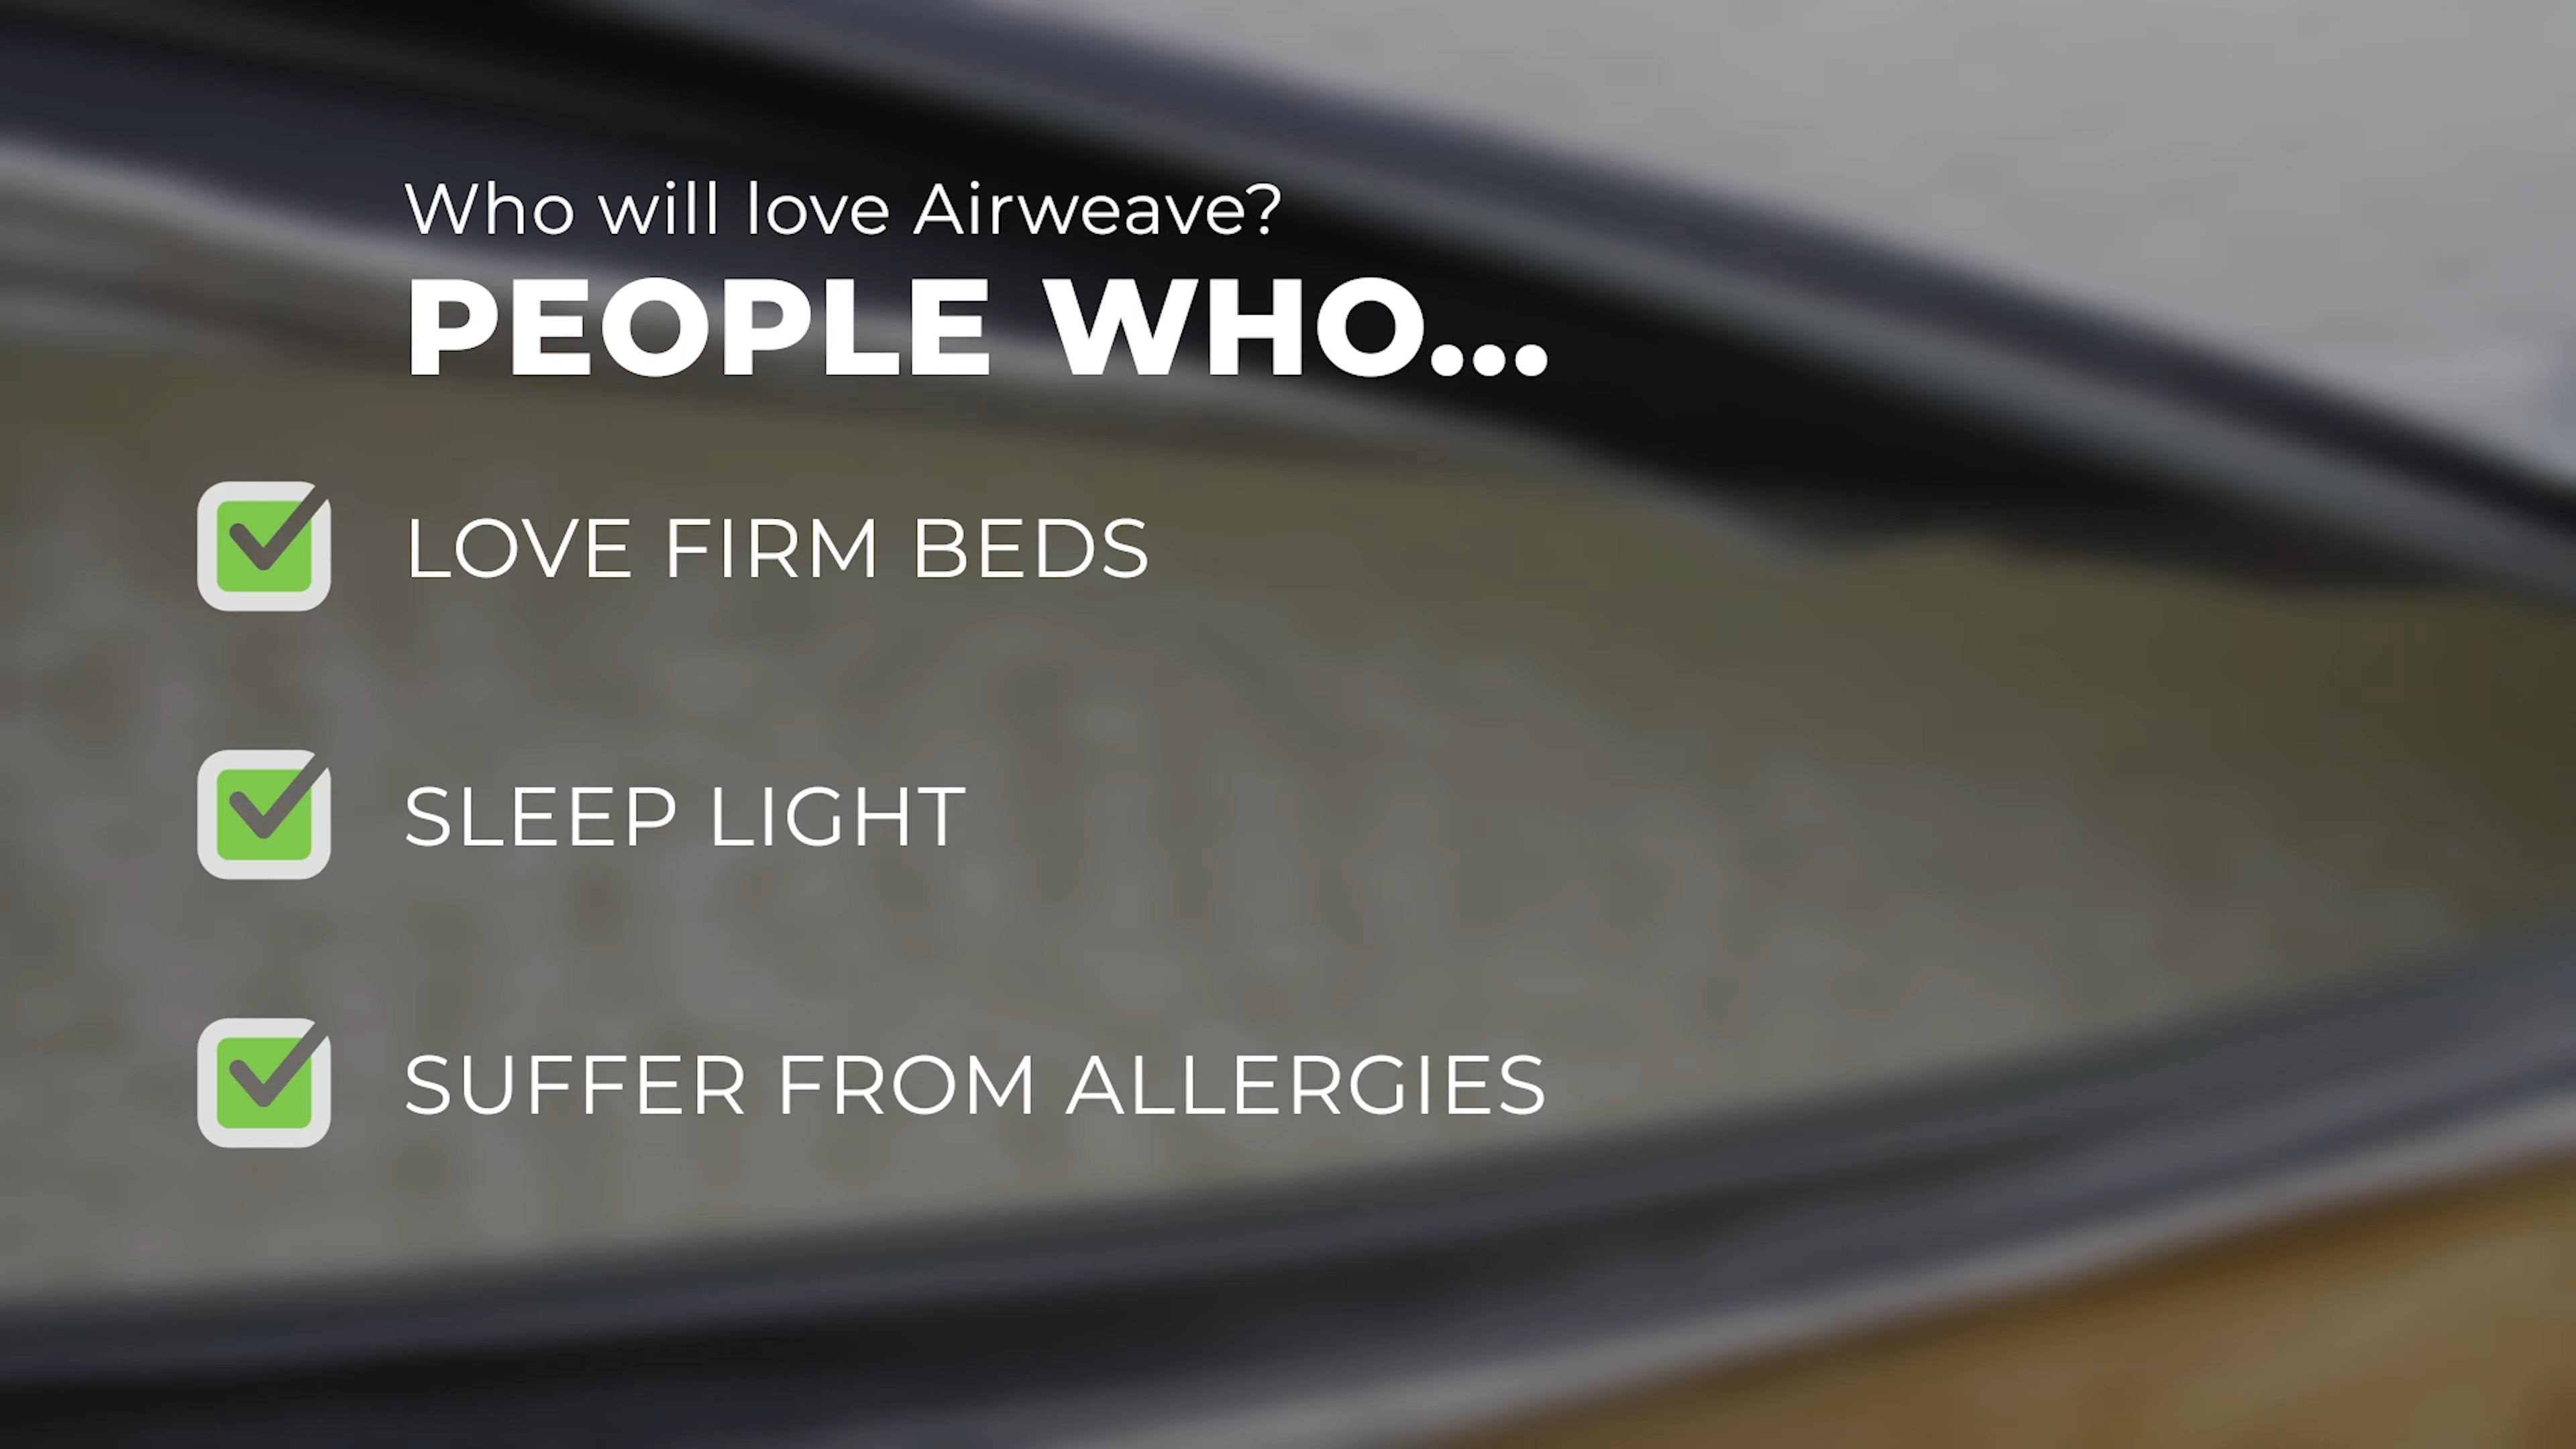 Who will love Airweave?
PEOPLE WHO...
LOVE FIRM BEDS
SLEEP LIGHT
SUFFER FROM ALLERGIES